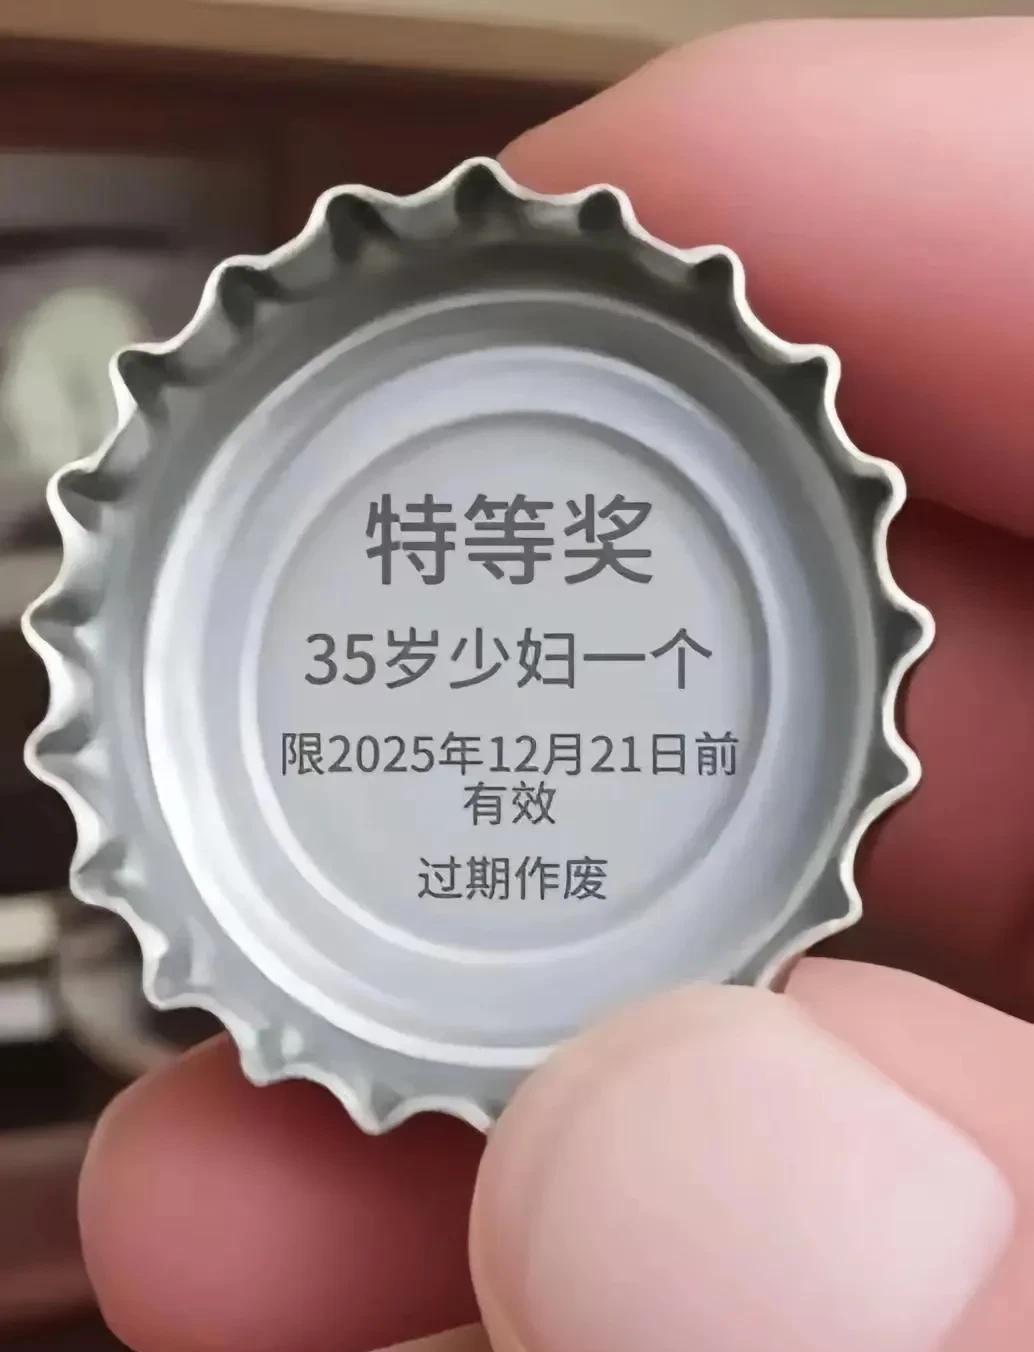 特等奖
35岁少妇一个
限2025年12月21日前
有效
过期作废